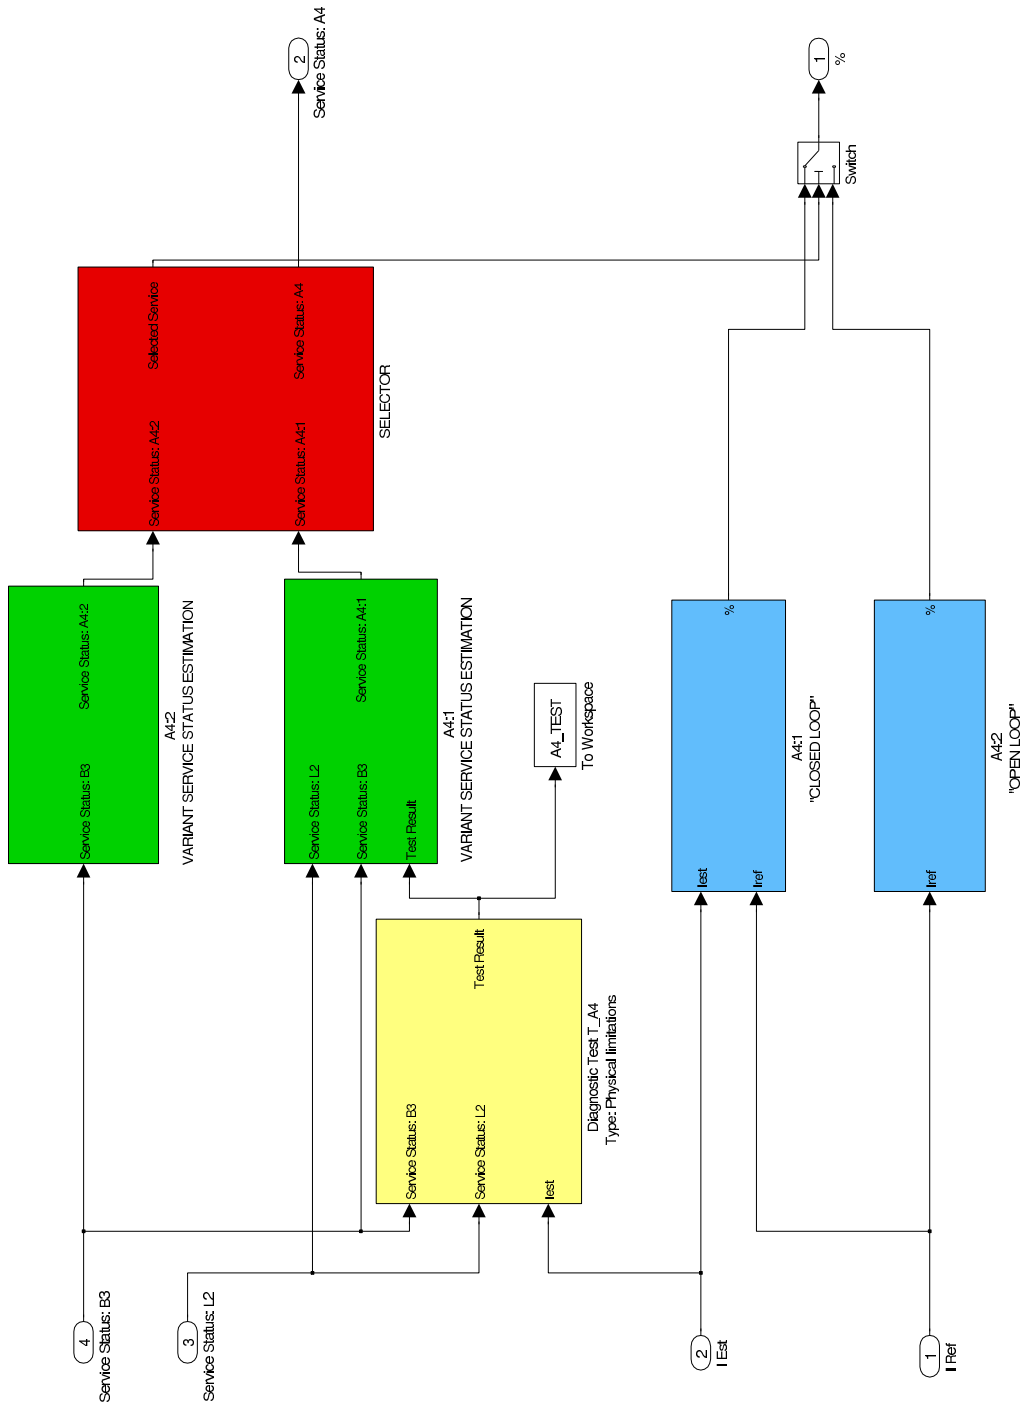 4
Service Status: B3
3
Service Status: L2
2
I Est
1
I Ref
Service Status: B3
Service Status: L2
Iest
Test Result
Diagnostic Test T_A4
Type: Physical limitations
Service Status: B3
Service Status: A4:2
A4:2
VARIANT SERVICE STATUS ESTIMATION
Service Status: L2
Service Status: B3
Test Result
Service Status: A4:1
A4:1
VARIANT SERVICE STATUS ESTIMATION
A4_TEST
To Workspace
Iest
Iref
%
A4:1
"CLOSED LOOP"
Iref
%
A4:2
"OPEN LOOP"
Service Status: A4:2
Service Status: A4:1
Selected Service
Service Status: A4
SELECTOR
Switch
2
Service Status: A4
1
%